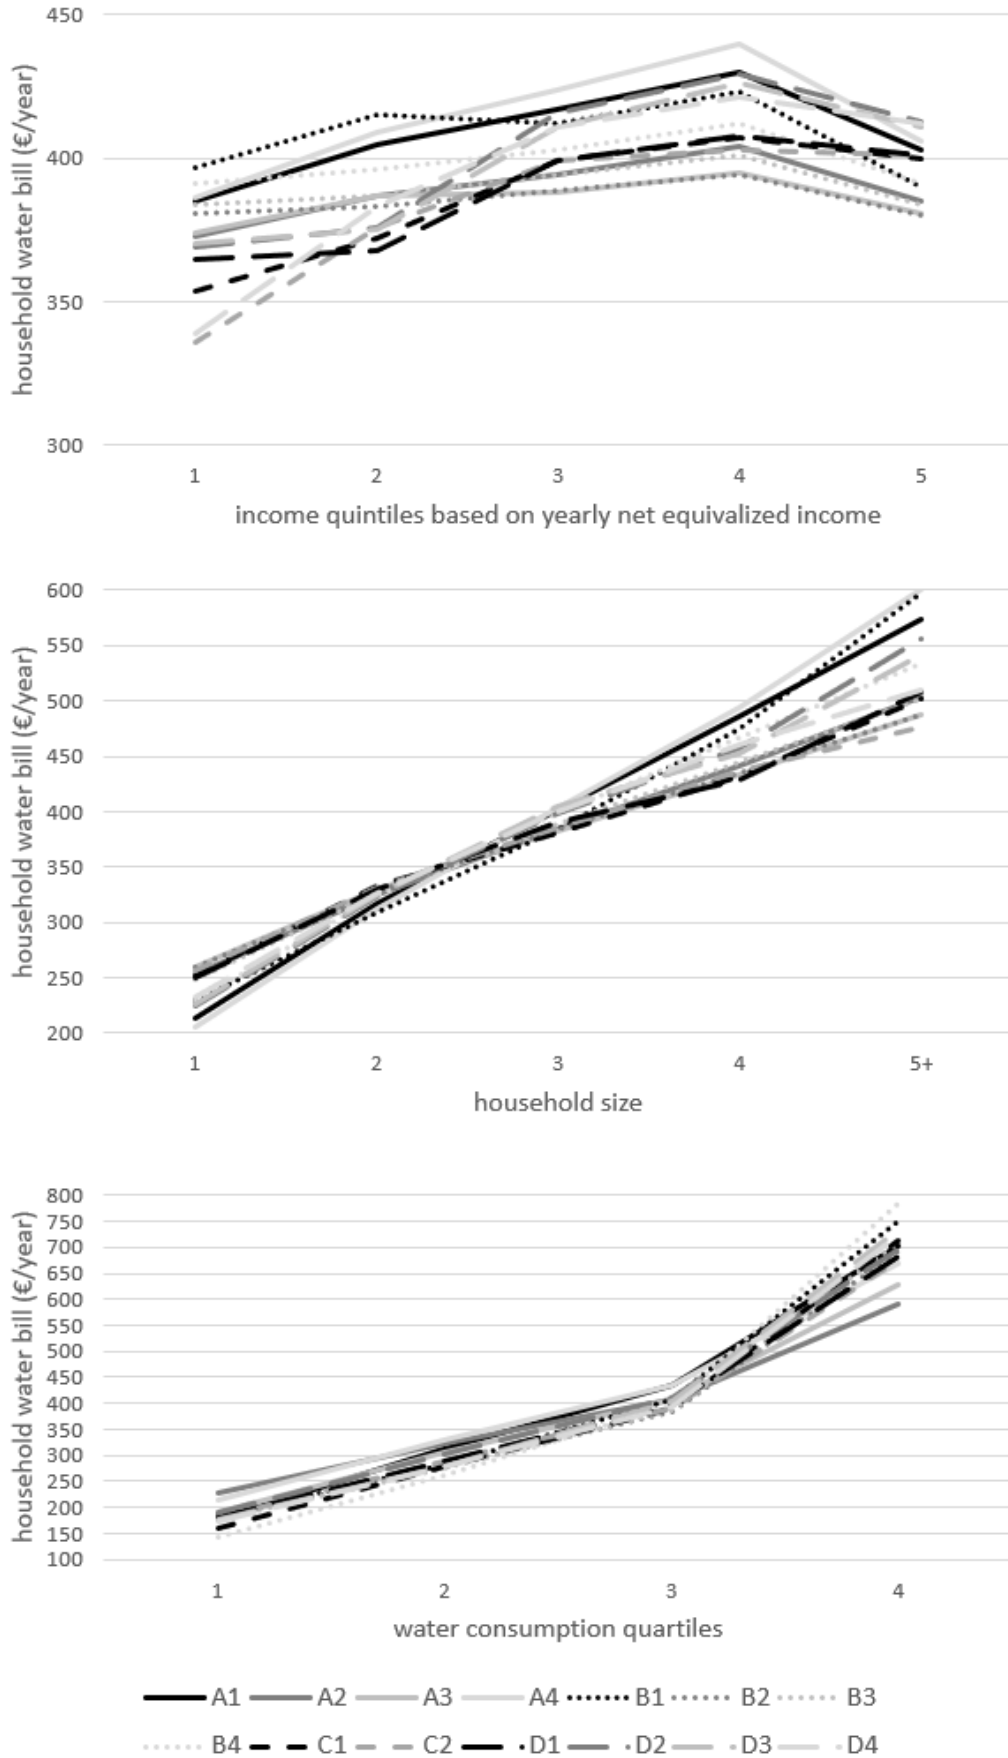 450
400
350
300
household water bill (€/year)
1 2 3 4 5
income quintiles based on yearly net equivalized income
600
550
500
450
400
350
300
250
200
household water bill (€/year)
1 2 3 4 5+
household size
800
750
700
650
600
550
500
450
400
350
300
250
200
150
100
household water bill (€/year)
1 2 3 4
water consumption quartiles
A1 A2 A3 A4 B1 B2 B3
B4 C1 C2 D1 D2 D3 D4